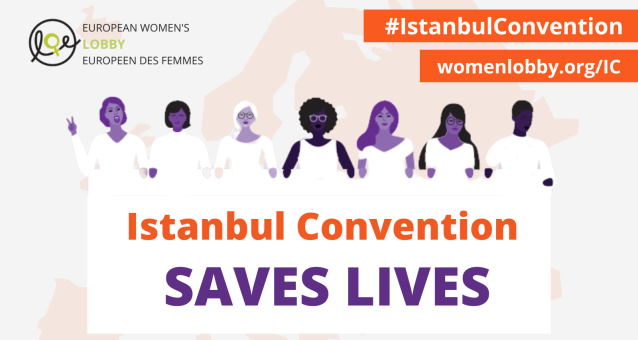 EUROPEAN WOMEN'S
LOBBY
EUROPEEN DES FEMMES
#IstanbulConvention
womenlobby.org/IC
Istanbul Convention
SAVES LIVES